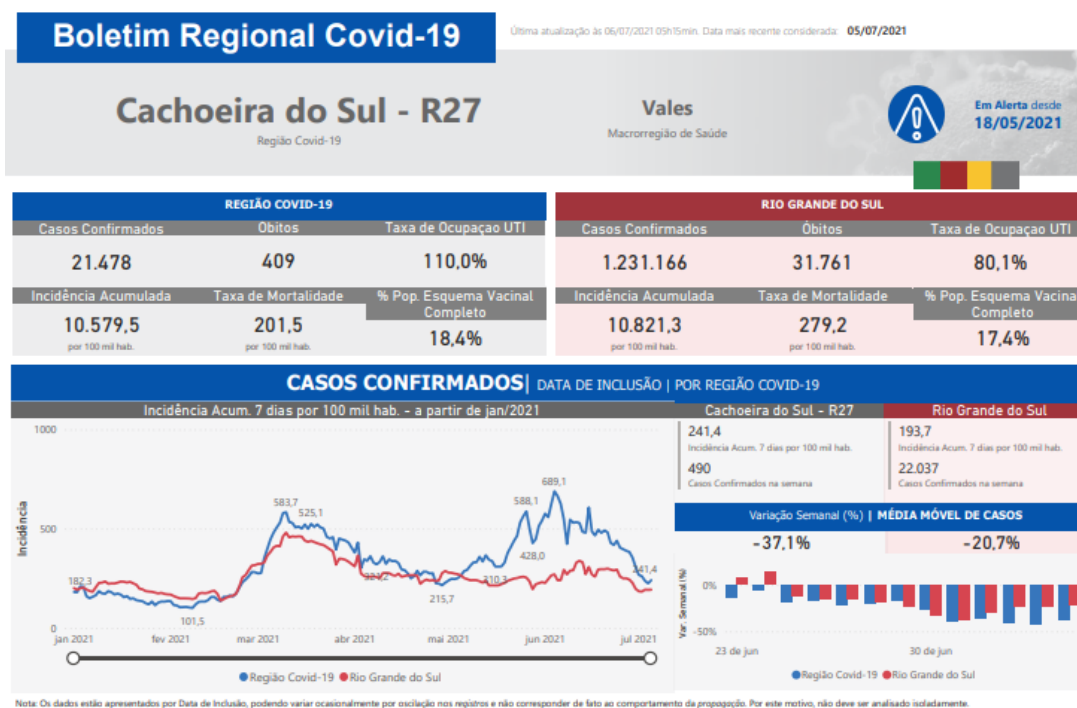 Boletim Regional Covid-19
Última atualização às 06/07/2021 05h15min. Data mais recente considerada: 05/07/2021
Cachoeira do Sul - R27
Região Covid-19
Vales
Macrorregião de Saúde
Em Alerta desde
18/05/2021
REGIÃO COVID-19
Casos Confirmados Óbitos Taxa de Ocupaçao UTI
21.478 409 110,0%
Incidência Acumulada Taxa de Mortalidade % Pop. Esquema Vacinal
Completo
10.579,5 201,5 18,4%
por 100 mil hab. por 100 mil hab.
RIO GRANDE DO SUL
Casos Confirmados Óbitos Taxa de Ocupaçao UTI
1.231.166 31.761 80,1%
Incidência Acumulada Taxa de Mortalidade % Pop. Esquema Vacina
Completo
10.821,3 279,2 17,4%
por 100 mil hab. por 100 mil hab.
CASOS CONFIRMADOS| DATA DE INCLUSÃO | POR REGIÃO COVID-19
Incidência Acum. 7 dias por 100 mil hab. - a partir de jan/2021
Incidência
1000
500
0
182,3
101,5
583,7
525,1
321,2
215,7
310,3
588,1
428,0
689,1
241,4
jan 2021 fev 2021 mar 2021 abr 2021 mai 2021 jun 2021 jul 2021
Região Covid-19 Rio Grande do Sul
Cachoeira do Sul - R27
241,4
Incidência Acum. 7 dias por 100 mil hab.
490
Casos Confirmados na semana
Rio Grande do Sul
193,7
Incidência Acum. 7 dias por 100 mil hab.
22.037
Casos Confirmados na semana
Variação Semanal (%) | MÉDIA MÓVEL DE CASOS
-37,1% -20,7%
Var. Semanal (%)
0%
-50%
23 de jun 30 de jun
Região Covid-19 Rio Grande do Sul
Nota: Os dados estão apresentados por Data de Inclusão, podendo variar ocasionalmente por oscilação nos registros e não corresponder de fato ao comportamento da propagação. Por este motivo, não deve ser analisado isoladamente.